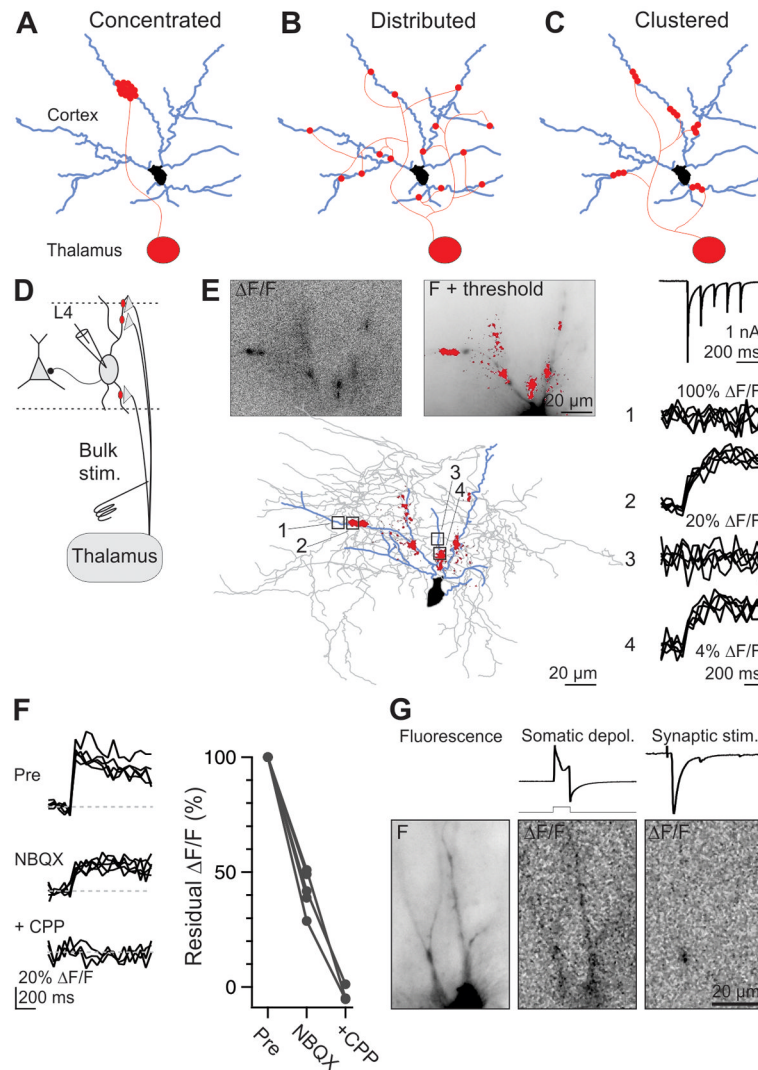 A Concentrated
B Distributed
C Clustered
Cortex
Thalamus
D
L4
Bulk
stim.
Thalamus
E
ΔF/F
F + threshold
20 µm
1
2
3
4
20 µm
1 nA
200 ms
100% ΔF/F
1
2
20% ΔF/F
3
4
4% ΔF/F
200 ms
F
Pre
NBQX
+ CPP
20% ΔF/F
200 ms
Residual ΔF/F (%)
100
50
0
Pre
NBQX
+CPP
G
Fluorescence
Somatic depol.
Synaptic stim.
F
ΔF/F
ΔF/F
20 µm